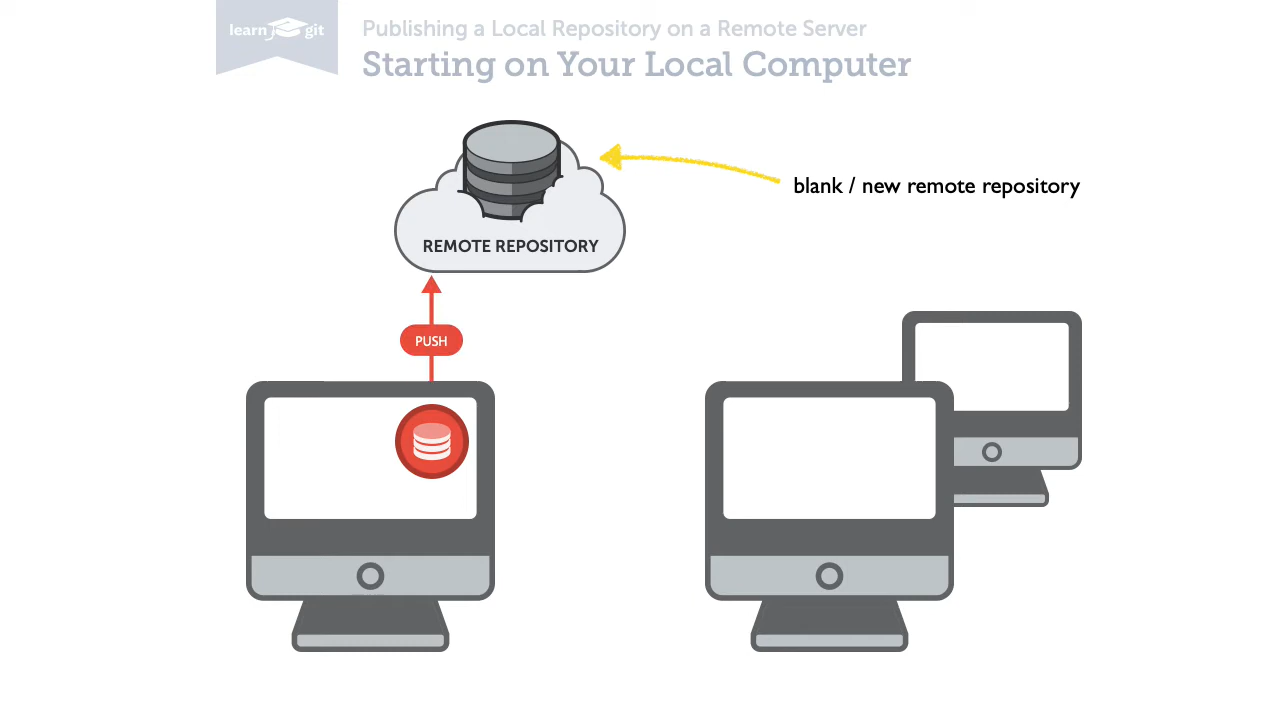 learn git
Publishing a Local Repository on a Remote Server
Starting on Your Local Computer
blank / new remote repository
REMOTE REPOSITORY
PUSH